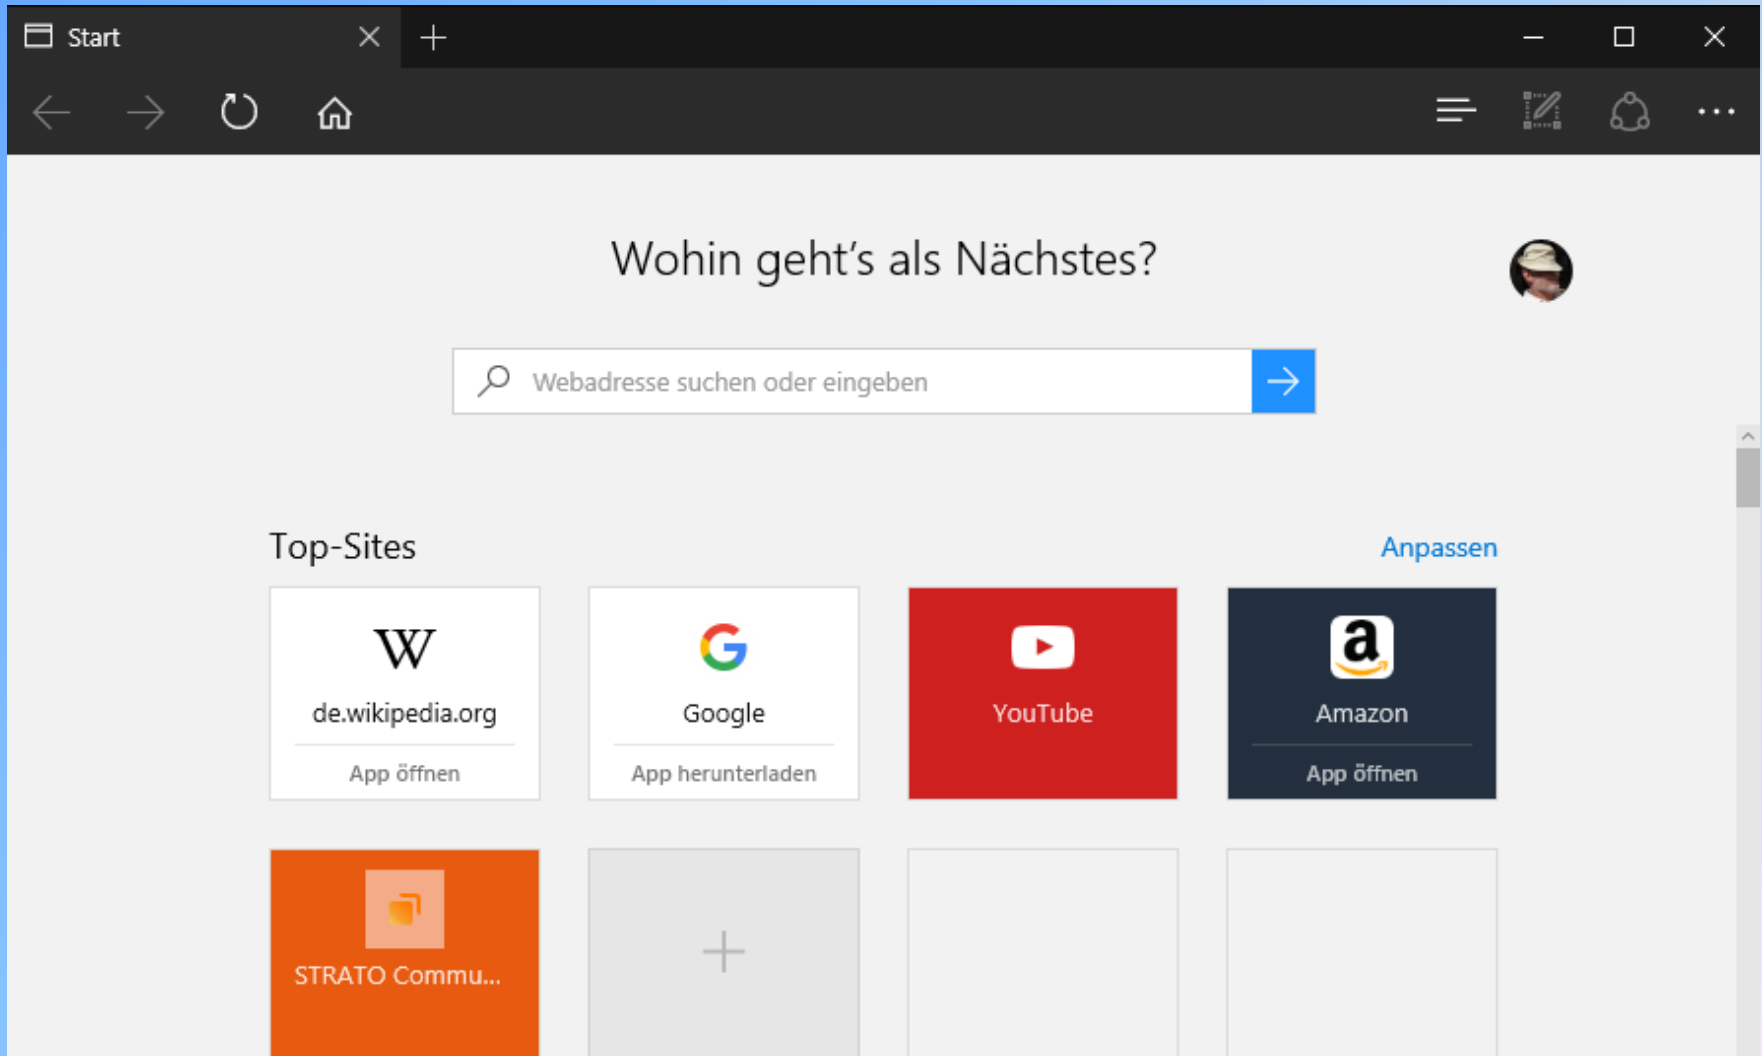 Start
Wohin geht's als Nächstes?
Webadresse suchen oder eingeben
Top-Sites
Anpassen
W
de.wikipedia.org
App öffnen
G
Google
App herunterladen
YouTube
a
Amazon
App öffnen
STRATO Commu...